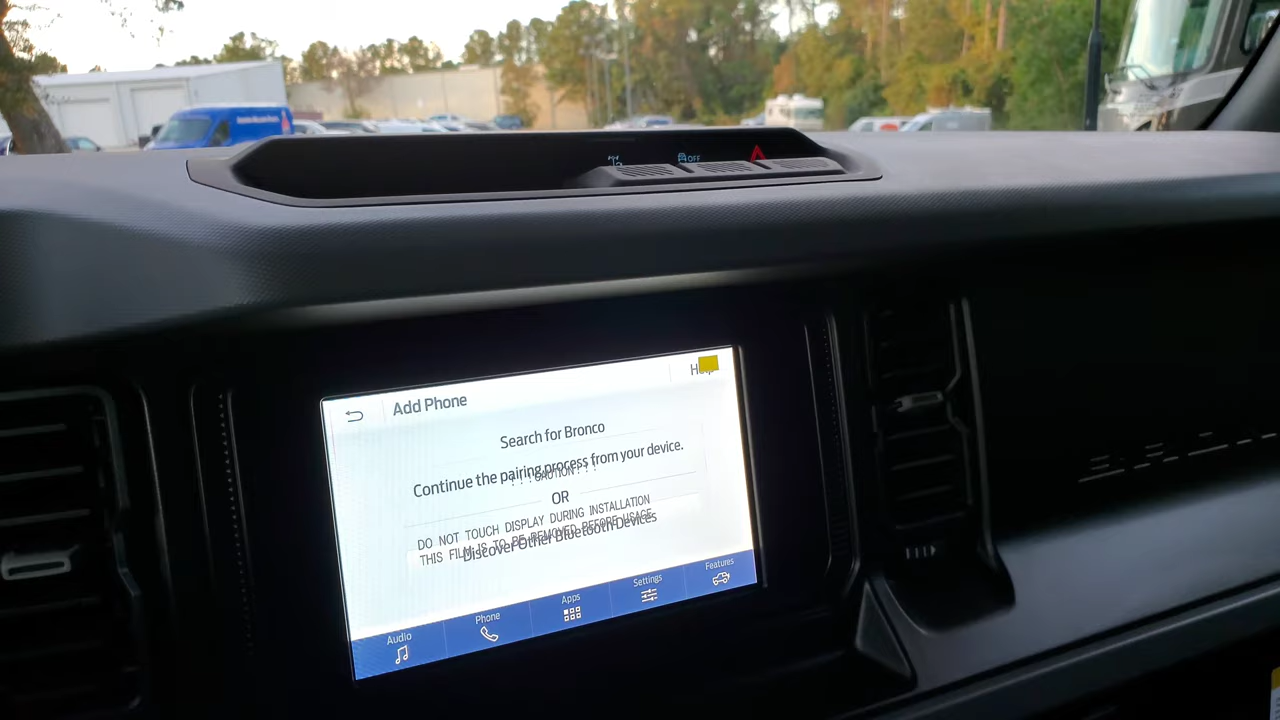 OFF
Help
Add Phone
Search for Bronco
Continue the pairing process from your device.
! ! ! CAUTION ! ! !
OR
DO NOT TOUCH DISPLAY DURING INSTALLATION
THIS FILM IS TO BE REMOVED BEFORE USAGE
Discover Other Bluetooth Devices
Audio
Phone
Apps
Settings
Features